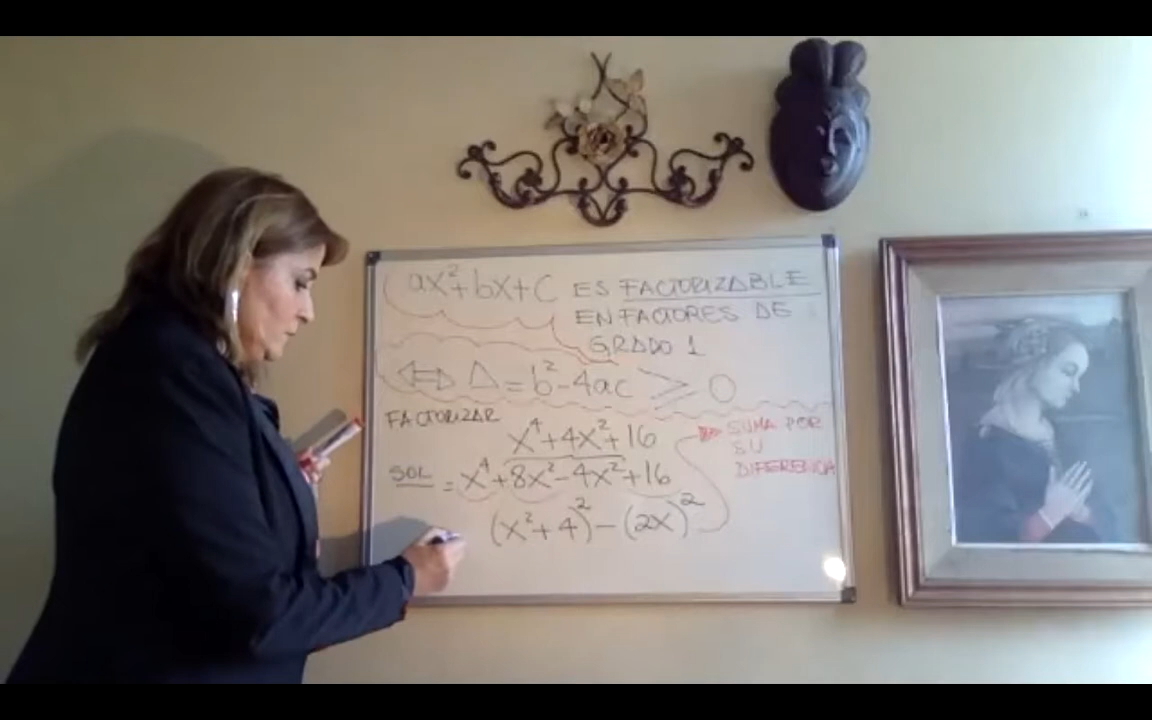 ax²+bx+c ES FACTORIZABLE
EN FACTORES DE
GRADO 1
⇔ Δ = b²-4ac ≥ 0
FACTORIZAR
x⁴+4x²+16
SOL = x⁴+8x²-4x²+16
(x²+4)²-(2x)²
SUMA POR
SU
DIFERENCIA